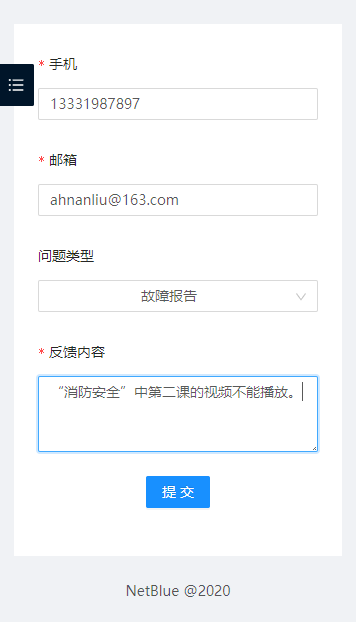 * 手机
13331987897
* 邮箱
ahnanliu@163.com
问题类型
故障报告
* 反馈内容
“消防安全”中第二课的视频不能播放。
提 交
NetBlue @2020